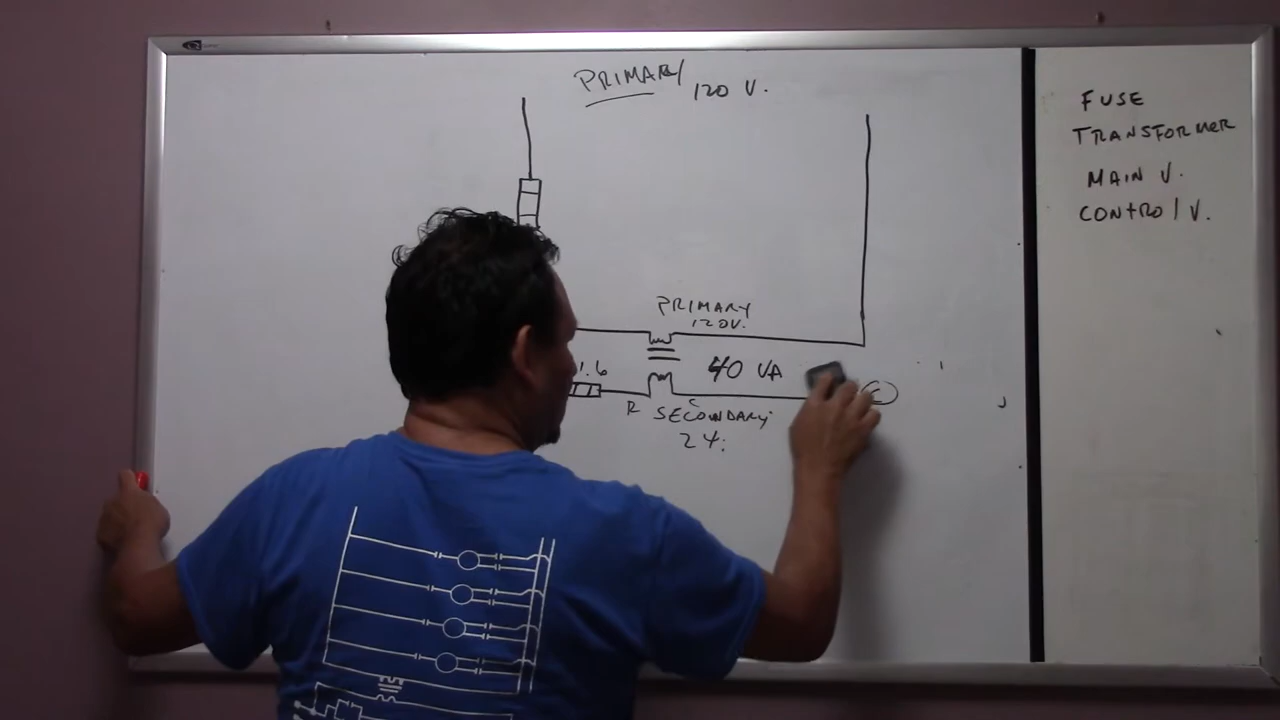 PRIMARY
120 V.
PRIMARY
120V.
40 VA
1.6
R
C
SECONDARY
24.
C
FUSE
TRANSFORMER
MAIN V.
CONTROL V.